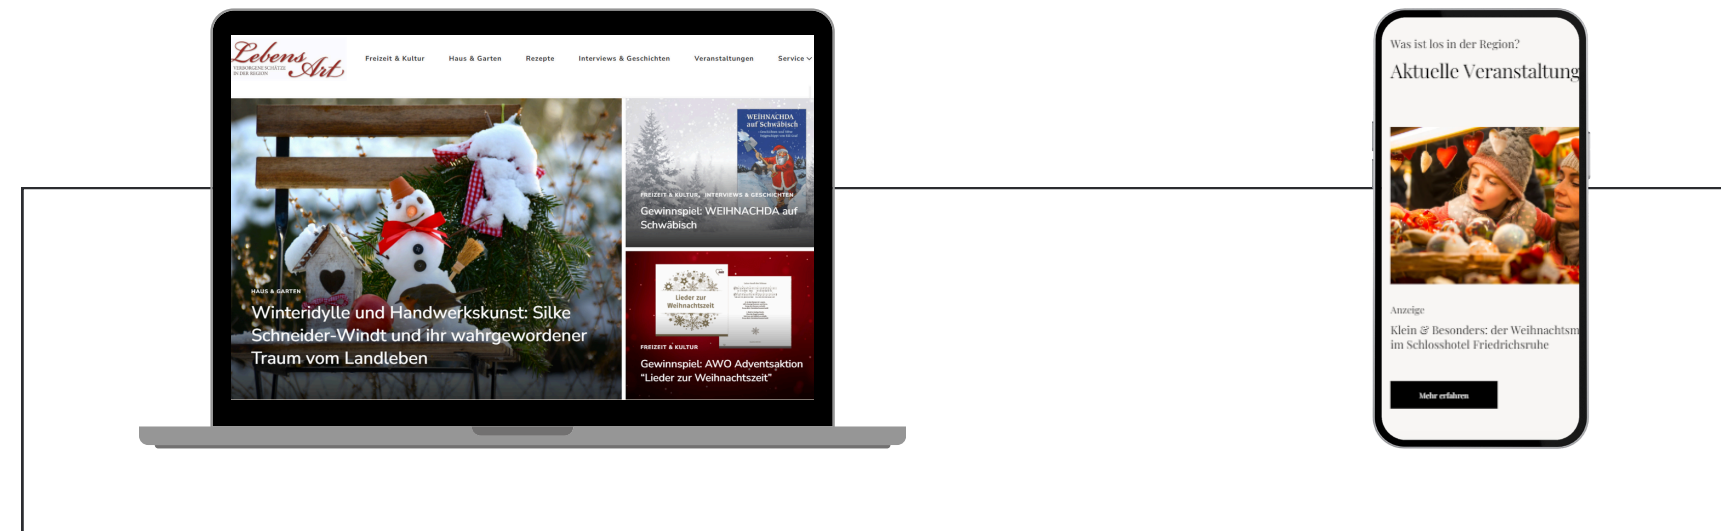 Lebens
Art
VERBORGENE SCHÄTZE
IN DER REGION
Freizeit & Kultur
Haus & Garten
Rezepte
Interviews & Geschichten
Veranstaltungen
Service
HAUS & GARTEN
Winteridylle und Handwerkskunst: Silke
Schneider-Windt und ihr wahrgewordener
Traum vom Landleben
WEIHNACHDA
auf Schwäbisch
FREIZEIT & KULTUR, INTERVIEWS & GESCHICHTEN
Gewinnspiel: WEIHNACHDA auf
Schwäbisch
Lieder zur
Weihnachtszeit
FREIZEIT & KULTUR
Gewinnspiel: AWO Adventsaktion
“Lieder zur Weihnachtszeit”
Was ist los in der Region?
Aktuelle Veranstaltung
Anzeige
Klein & Besonders: der Weihnachtsm
im Schlosshotel Friedrichsruhe
Mehr erfahren